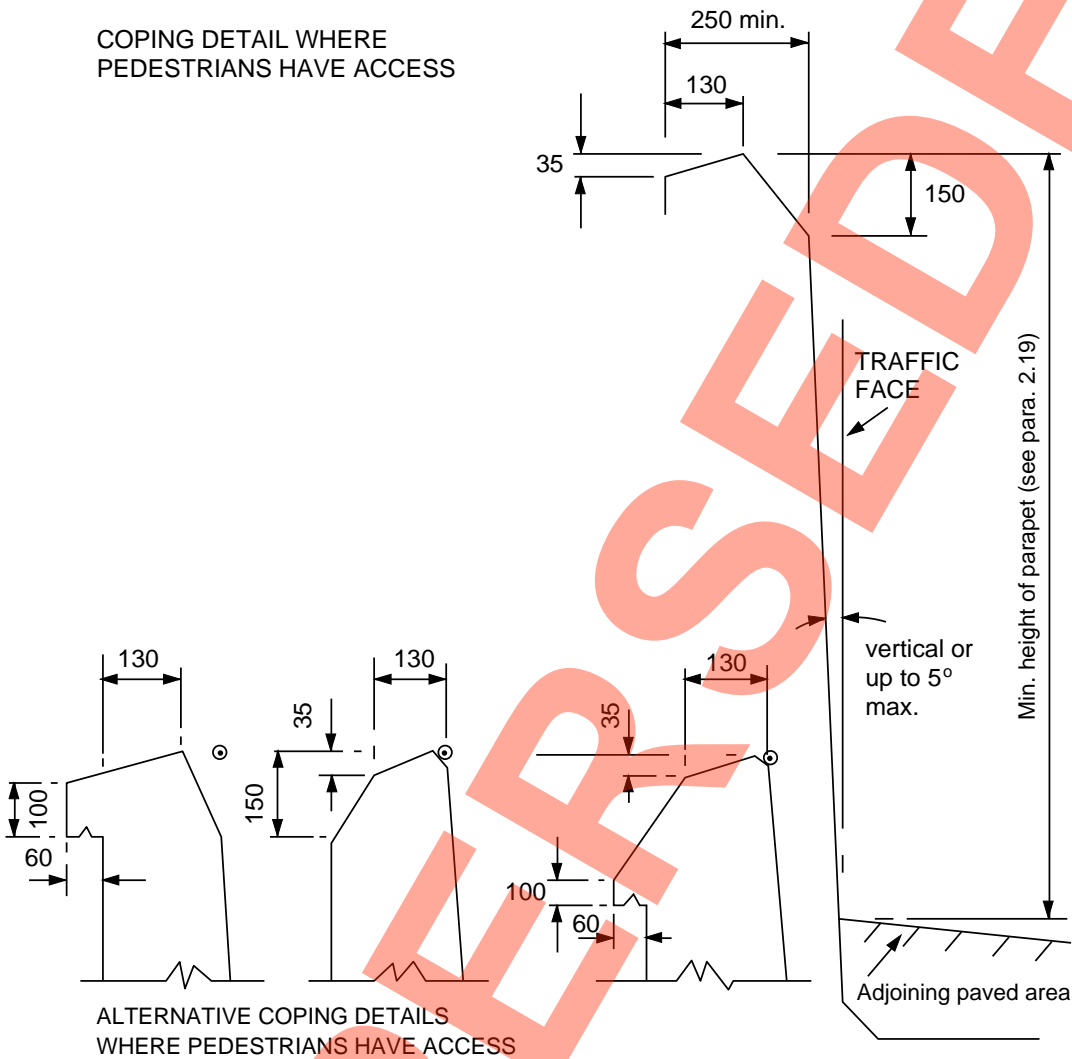 COPING DETAIL WHERE
PEDESTRIANS HAVE ACCESS
250 min.
130
35
150
TRAFFIC
FACE
Min. height of parapet (see para. 2.19)
vertical or
up to 5º
max.
130
130
130
35
35
100
150
60
100
60
Adjoining paved area
ALTERNATIVE COPING DETAILS
WHERE PEDESTRIANS HAVE ACCESS
PERSEDE